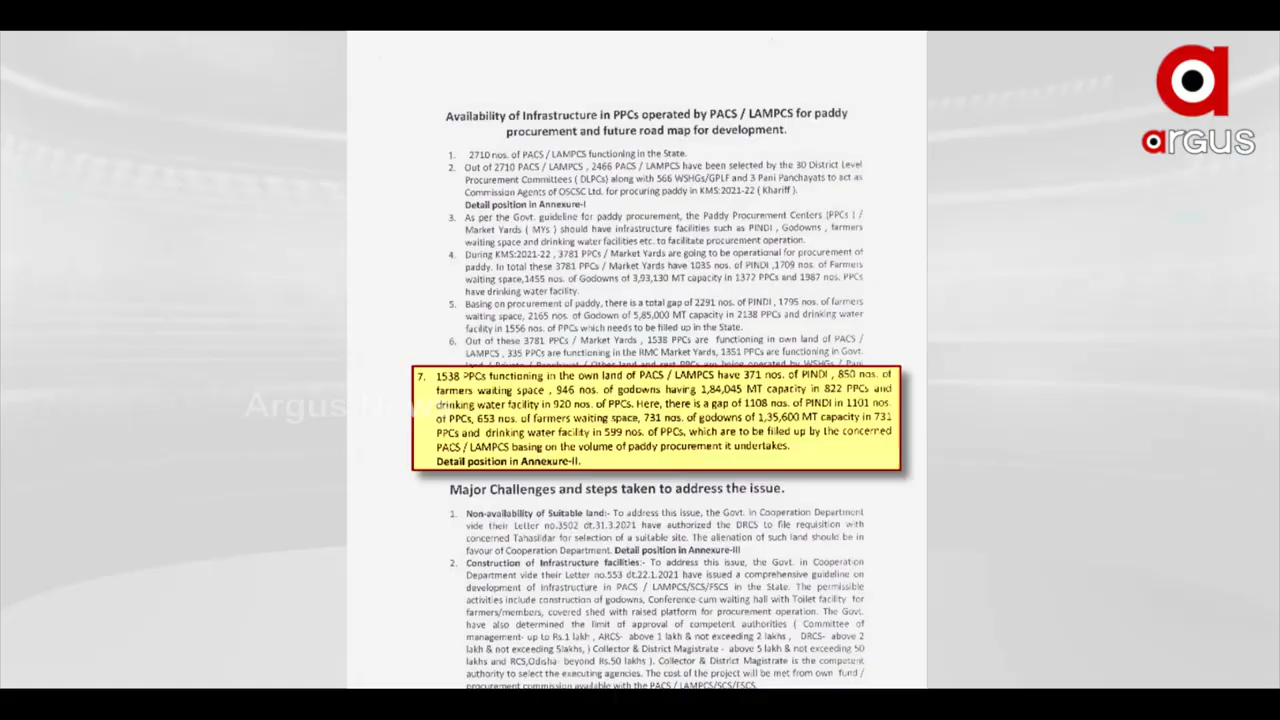 argus
Availability of Infrastructure in PPCs operated by PACS / LAMPCS for paddy
procurement and future road map for development.
1. 2710 nos. of PACS / LAMPCS functioning in the State.
2. Out of 2710 PACS / LAMPCS , 2466 PACS / LAMPCS have been selected by the 30 District Level
Procurement Committees ( DLPCs) along with 566 WSHGs/GPLF and 3 Pani Panchayats to act as
Commission Agents of OSCSC Ltd. for procuring paddy in KMS:2021-22 ( Khariff ).
Detail position in Annexure-I
3. As per the Govt. guideline for paddy procurement, the Paddy Procurement Centers (PPCs ) /
Market Yards ( MYs ) should have infrastructure facilities such as PINDI , Godowns , farmers
waiting space and drinking water facilities etc. to facilitate procurement operation.
4. During KMS:2021-22 , 3781 PPCs / Market Yards are going to be operational for procurement of
paddy. In total these 3781 PPCs / Market Yards have 1035 nos. of PINDI ,1709 nos. of Farmers
waiting space,1455 nos. of Godowns of 3,93,130 MT capacity in 1372 PPCs and 1987 nos. PPCs
have drinking water facility.
5. Basing on procurement of paddy, there is a total gap of 2291 nos. of PINDI , 1795 nos. of farmers
waiting space, 2165 nos. of Godown of 5,85,000 MT capacity in 2138 PPCs and drinking water
facility in 1556 nos. of PPCs which needs to be filled up in the State.
6. Out of these 3781 PPCs / Market Yards , 1538 PPCs are functioning in own land of PACS /
LAMPCS , 335 PPCs are functioning in the RMC Market Yards, 1351 PPCs are functioning in Govt.
land / Private / Panchayat / Other land and rest PPCs are being operated by WSHGs / Pani
7. 1538 PPCs functioning in the own land of PACS / LAMPCS have 371 nos. of PINDI , 850 nos. of
farmers waiting space , 946 nos. of godowns having 1,84,045 MT capacity in 822 PPCs and
drinking water facility in 920 nos. of PPCs. Here, there is a gap of 1108 nos. of PINDI in 1101 nos.
of PPCs, 653 nos. of farmers waiting space, 731 nos. of godowns of 1,35,600 MT capacity in 731
PPCs and drinking water facility in 599 nos. of PPCs, which are to be filled up by the concerned
PACS / LAMPCS basing on the volume of paddy procurement it undertakes.
Detail position in Annexure-II.
Argus News
Major Challenges and steps taken to address the issue.
1. Non-availability of Suitable land:- To address this issue, the Govt. in Cooperation Department
vide their Letter no.3502 dt.31.3.2021 have authorized the DRCS to file requisition with
concerned Tahasildar for selection of a suitable site. The alienation of such land should be in
favour of Cooperation Department. Detail position in Annexure-III
2. Construction of Infrastructure facilities:- To address this issue, the Govt. in Cooperation
Department vide their Letter no.553 dt.22.1.2021 have issued a comprehensive guideline on
development of Infrastructure in PACS / LAMPCS/SCS/FSCS in the State. The permissible
activities include construction of godowns, Conference-cum waiting hall with Toilet facility for
farmers/members, covered shed with raised platform for procurement operation. The Govt.
have also determined the limit of approval of competent authorities ( Committee of
management- up to Rs.1 lakh , ARCS- above 1 lakh & not exceeding 2 lakhs , DRCS- above 2
lakh & not exceeding 5lakhs, ) Collector & District Magistrate - above 5 lakh & not exceeding 50
lakhs and RCS,Odisha- beyond Rs.50 lakhs ). Collector & District Magistrate is the competent
authority to select the executing agencies. The cost of the project will be met from own fund /
procurement commission available with the PACS / LAMPCS/SCS/FSCS.